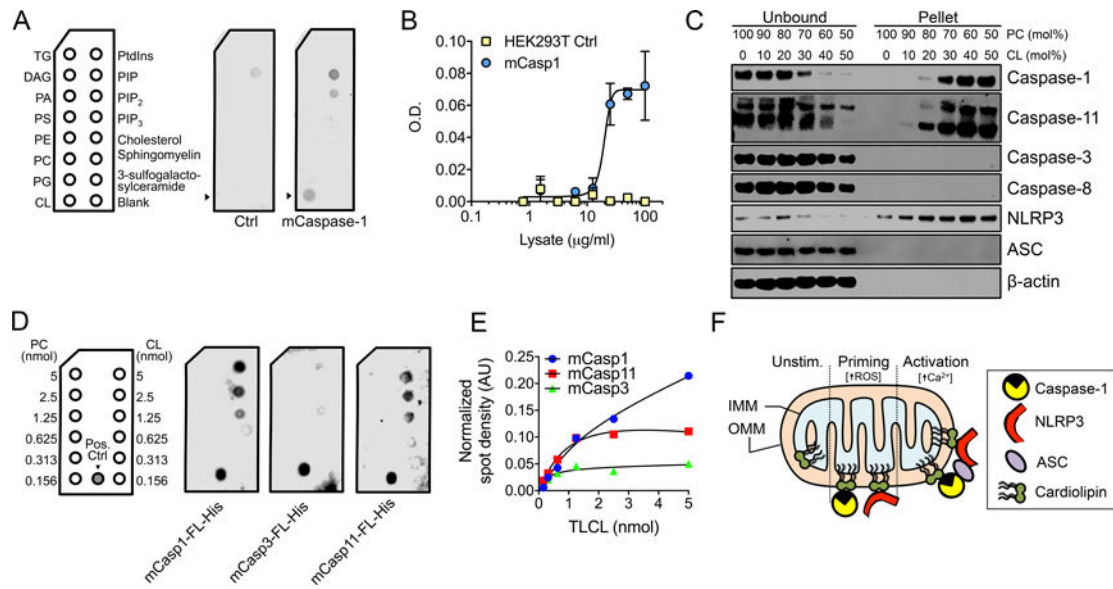 A
TG PtdIns
DAG PIP
PA PIP2
PS PIP3
PE Cholesterol
PC Sphingomyelin
PG 3-sulfogalacto-
sylceramide
CL Blank
Ctrl mCaspase-1
B
HEK293T Ctrl
mCasp1
O.D.
0.10
0.08
0.06
0.04
0.02
0.00
0.1 1 10 100
Lysate (μg/ml)
C
Unbound Pellet
100 90 80 70 60 50 100 90 80 70 60 50 PC (mol%)
0 10 20 30 40 50 0 10 20 30 40 50 CL (mol%)
Caspase-1
Caspase-11
Caspase-3
Caspase-8
NLRP3
ASC
β-actin
D
PC
(nmol)
CL
(nmol)
5 5
2.5 2.5
1.25 1.25
0.625 0.625
0.313 0.313
0.156 0.156
Pos.
Ctrl
mCasp1-FL-His
mCasp3-FL-His
mCasp11-FL-His
E
Normalized
spot density (AU)
mCasp1
mCasp11
mCasp3
0.25
0.20
0.15
0.10
0.05
0.00
0 1 2 3 4 5
TLCL (nmol)
F
Unstim. Priming Activation
[↑ROS] [↑Ca2+]
IMM
OMM
Caspase-1
NLRP3
ASC
Cardiolipin